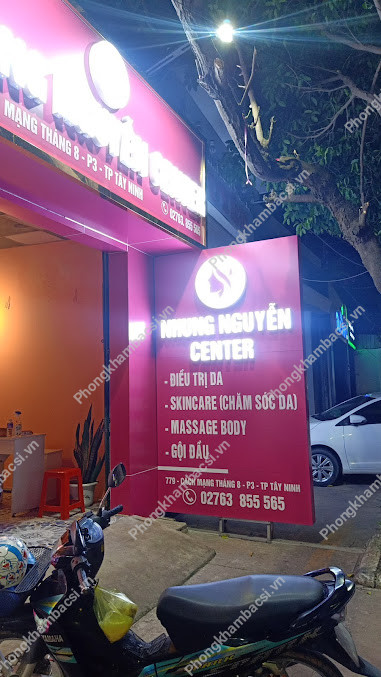 MẠNG THÁNG 8 - P3 - TP TÂY NINH
02763. 855 565
NHUNG NGUYỄN
CENTER
- ĐIỀU TRỊ DA
- SKINCARE (CHĂM SÓC DA)
- MASSAGE BODY
- GỘI ĐẦU
779 - CÁCH MẠNG THÁNG 8 - P3 - TP TÂY NINH
02763 855 565
YAMAHA
Phongkhambacsi.vn